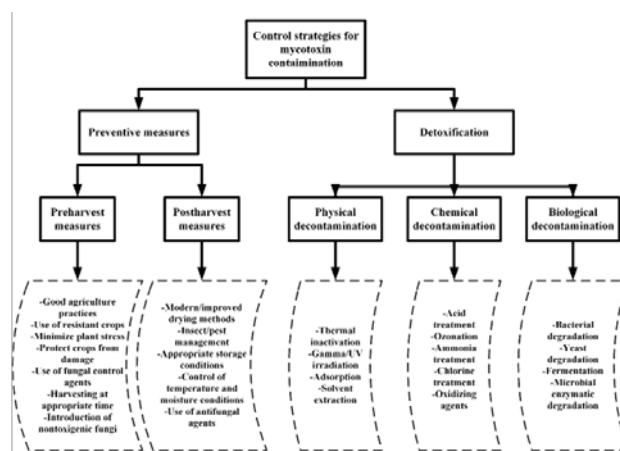 Control strategies for
mycotoxin
contaimination
Preventive measures
Detoxification
Preharvest
measures
Postharvest
measures
Physical
decontamination
Chemical
decontamination
Biological
decontamination
-Good agriculture
practices
-Use of resistant crops
-Minimize plant stress
-Protect crops from
damage
-Use of fungal control
agents
-Harvesting at
appropriate time
-Introduction of
nontoxigenic fungi
-Modern/improved
drying methods
-Insect/pest
management
-Appropriate storage
conditions
-Control of
temperature and
moisture conditions
-Use of antifungal
agents
-Thermal
inactivation
-Gamma/UV
irradiation
-Adsorption
-Solvent
extraction
-Acid
treatment
-Ozonation
-Ammonia
treatment
-Chlorine
treatment
-Oxidizing
agents
-Bacterial
degradation
-Yeast
degradation
-Fermentation
-Microbial
enzymatic
degradation